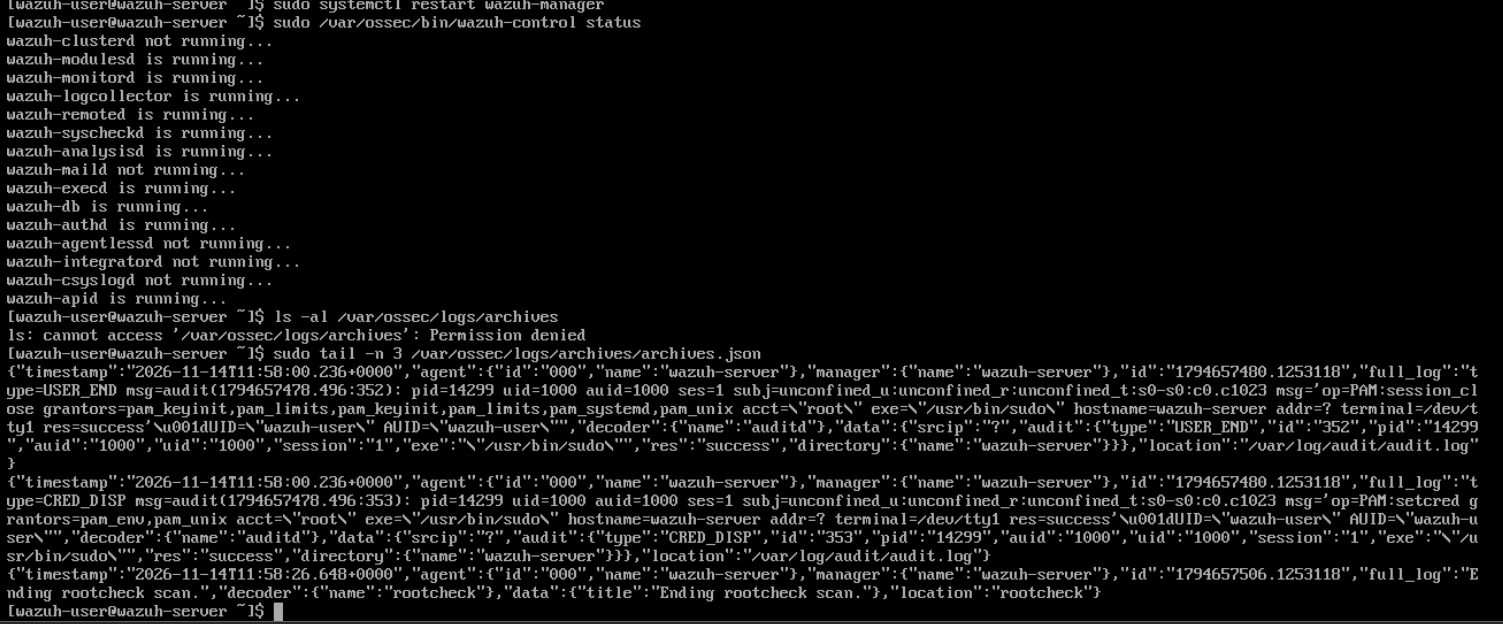 [wazuh-user@wazuh-server ~]$ sudo systemctl restart wazuh-manager
[wazuh-user@wazuh-server ~]$ sudo /var/ossec/bin/wazuh-control status
wazuh-clusterd not running...
wazuh-modulesd is running...
wazuh-monitord is running...
wazuh-logcollector is running...
wazuh-remoted is running...
wazuh-syscheckd is running...
wazuh-analysisd is running...
wazuh-maild not running...
wazuh-execd is running...
wazuh-db is running...
wazuh-authd is running...
wazuh-agentlessd not running...
wazuh-integratord not running...
wazuh-csyslogd not running...
wazuh-apid is running...
[wazuh-user@wazuh-server ~]$ ls -al /var/ossec/logs/archives
ls: cannot access '/var/ossec/logs/archives': Permission denied
[wazuh-user@wazuh-server ~]$ sudo tail -n 3 /var/ossec/logs/archives/archives.json
{"timestamp":"2026-11-14T11:58:00.236+0000","agent":{"id":"000","name":"wazuh-server"},"manager":{"name":"wazuh-server"},"id":"1794657480.1253118","full_log":"t
ype=USER_END msg=audit(1794657478.496:352): pid=14299 uid=1000 auid=1000 ses=1 subj=unconfined_u:unconfined_r:unconfined_t:s0-s0:c0.c1023 msg='op=PAM:session_cl
ose grantors=pam_keyinit,pam_limits,pam_keyinit,pam_limits,pam_systemd,pam_unix acct=\"root\" exe=\"/usr/bin/sudo\" hostname=wazuh-server addr=? terminal=/dev/t
ty1 res=success'\u001dUID=\"wazuh-user\" AUID=\"wazuh-user\"","decoder":{"name":"auditd"},"data":{"srcip":"?","audit":{"type":"USER_END","id":"352","pid":"14299
","auid":"1000","uid":"1000","session":"1","exe":"\"/usr/bin/sudo\"","res":"success","directory":{"name":"wazuh-server"}}},"location":"/var/log/audit/audit.log"
}
{"timestamp":"2026-11-14T11:58:00.236+0000","agent":{"id":"000","name":"wazuh-server"},"manager":{"name":"wazuh-server"},"id":"1794657480.1253118","full_log":"t
ype=CRED_DISP msg=audit(1794657478.496:353): pid=14299 uid=1000 auid=1000 ses=1 subj=unconfined_u:unconfined_r:unconfined_t:s0-s0:c0.c1023 msg='op=PAM:setcred g
rantors=pam_env,pam_unix acct=\"root\" exe=\"/usr/bin/sudo\" hostname=wazuh-server addr=? terminal=/dev/tty1 res=success'\u001dUID=\"wazuh-user\" AUID=\"wazuh-u
ser\"","decoder":{"name":"auditd"},"data":{"srcip":"?","audit":{"type":"CRED_DISP","id":"353","pid":"14299","auid":"1000","uid":"1000","session":"1","exe":"\"/u
sr/bin/sudo\"","res":"success","directory":{"name":"wazuh-server"}}},"location":"/var/log/audit/audit.log"}
{"timestamp":"2026-11-14T11:58:26.648+0000","agent":{"id":"000","name":"wazuh-server"},"manager":{"name":"wazuh-server"},"id":"1794657506.1253118","full_log":"E
nding rootcheck scan.","decoder":{"name":"rootcheck"},"data":{"title":"Ending rootcheck scan."},"location":"rootcheck"}
[wazuh-user@wazuh-server ~]$